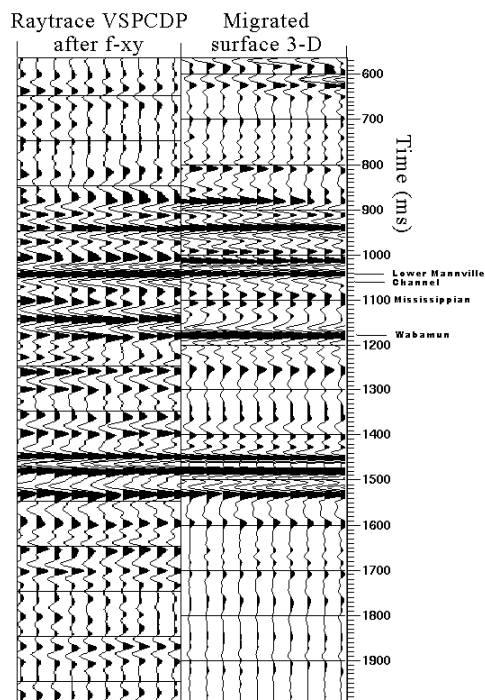 Raytrace VSPCDP
after f-xy
Migrated
surface 3-D
600
700
800
900
1000
1100
1200
1300
1400
1500
1600
1700
1800
1900
Time (ms)
Lower Mannville
Channel
Mississippian
Wabamun